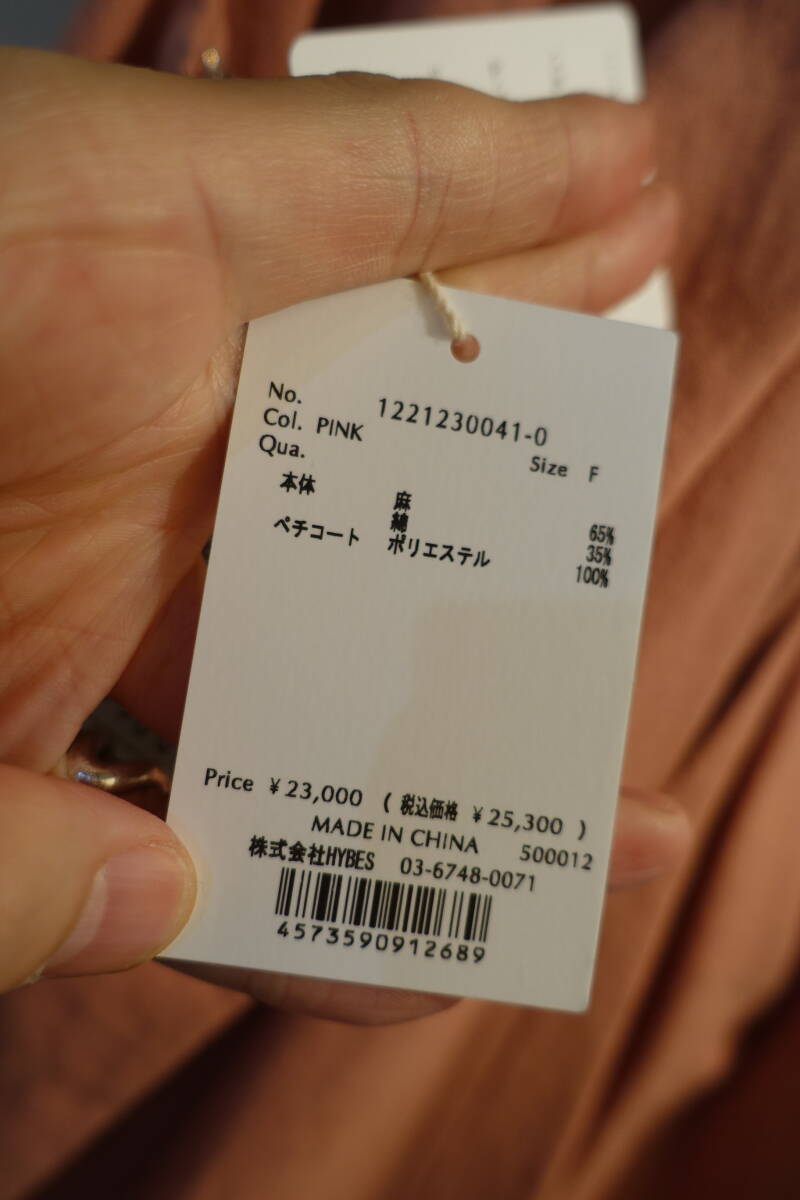 No. 1221230041-0
Col. PINK Size F
Qua.
本体 麻 65%
綿 35%
ペチコート ポリエステル 100%
Price ¥23,000 ( 税込価格 ¥25,300 )
MADE IN CHINA 500012
株式会社HYBES 03-6748-0071
4573590912689